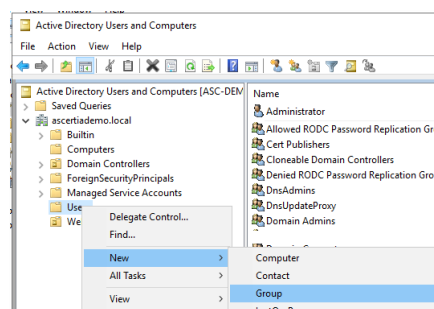 Active Directory Users and Computers
File Action View Help
Active Directory Users and Computers [ASC-DEM
Saved Queries
ascertiademo.local
Builtin
Computers
Domain Controllers
ForeignSecurityPrincipals
Managed Service Accounts
Use
We
Name
Administrator
Allowed RODC Password Replication Gr
Cert Publishers
Cloneable Domain Controllers
Denied RODC Password Replication Gro
DnsAdmins
DnsUpdateProxy
Domain Admins
Delegate Control...
Find...
New
All Tasks
View
Computer
Contact
Group